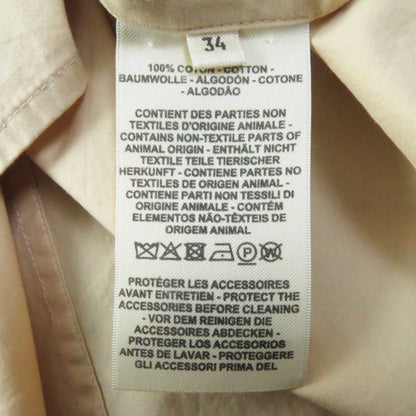 34
100% COTON - COTTON -
BAUMWOLLE - ALGODÓN - COTONE
- ALGODÃO
CONTIENT DES PARTIES NON
TEXTILES D'ORIGINE ANIMALE -
CONTAINS NON-TEXTILE PARTS OF
ANIMAL ORIGIN - ENTHÄLT NICHT
TEXTILE TEILE TIERISCHER
HERKUNFT - CONTIENE PARTES NO
TEXTILES DE ORIGEN ANIMAL -
CONTIENE PARTI NON TESSILI DI
ORIGINE ANIMALE - CONTÉM
ELEMENTOS NÃO-TÊXTEIS DE
ORIGEM ANIMAL
PROTÉGER LES ACCESSOIRES
AVANT ENTRETIEN - PROTECT THE
ACCESSORIES BEFORE CLEANING
- VOR DEM REINIGEN DIE
ACCESSOIRES ABDECKEN -
PROTEGER LOS ACCESORIOS
ANTES DE LAVAR - PROTEGGERE
GLI ACCESSORI PRIMA DEL